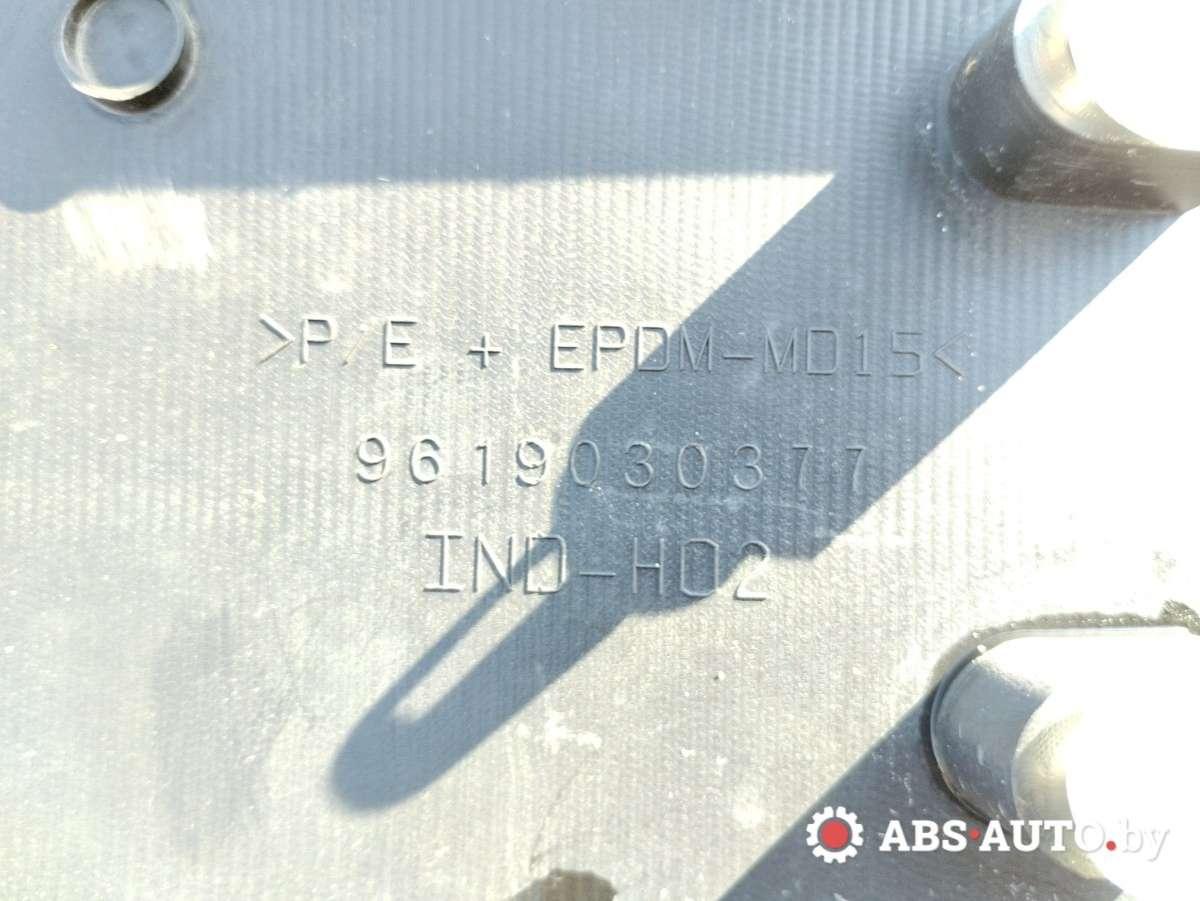 >P/E + EPDM-MD15<
9619030377
IND-H02
ABS-AUTO.by